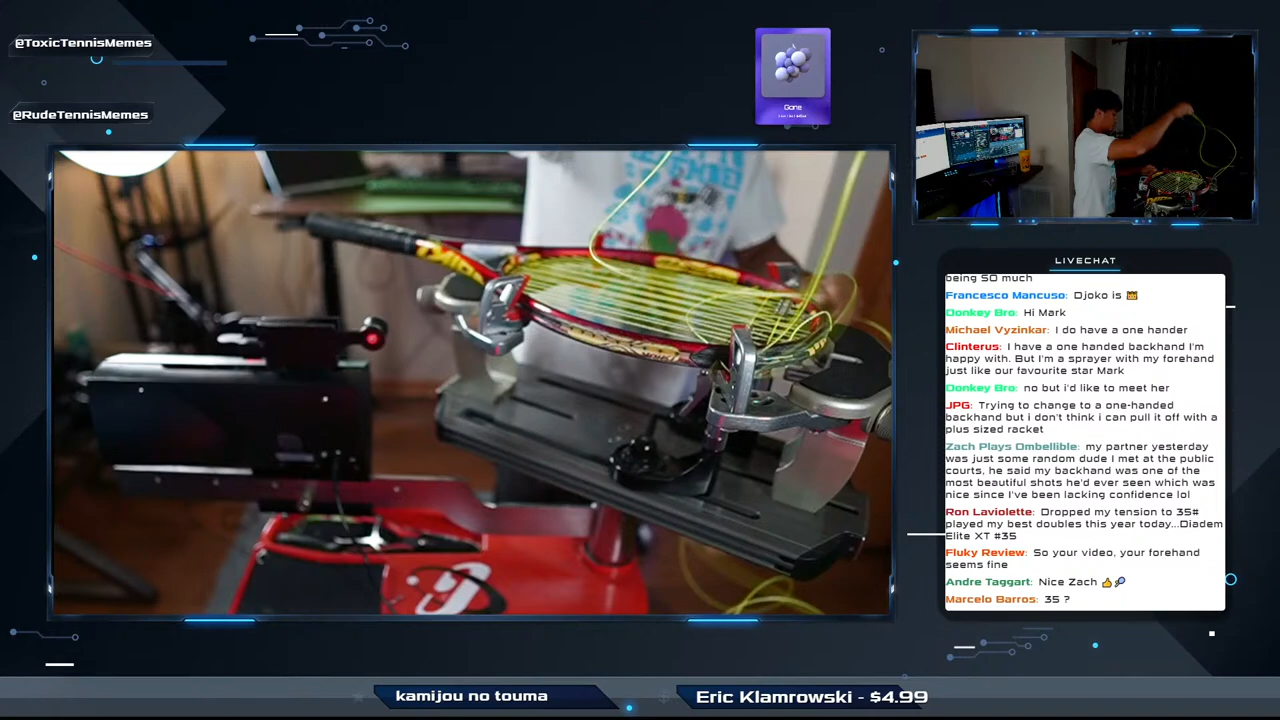 @ToxicTennisMemes
@RudeTennisMemes
Gone
LIVECHAT
being SO much
Francesco Mancuso: Djoko is
Donkey Bro: Hi Mark
Michael Vyzinkar: I do have a one hander
Clinterus: I have a one handed backhand I'm
happy with. But I'm a sprayer with my forehand
just like our favourite star Mark
Donkey Bro: no but i'd like to meet her
JPG: Trying to change to a one-handed
backhand but i don't think i can pull it off with a
plus sized racket
Zach Plays Ombellible: my partner yesterday
was just some random dude I met at the public
courts, he said my backhand was one of the
most beautiful shots he'd ever seen which was
nice since I've been lacking confidence lol
Ron Laviolette: Dropped my tension to 35#
played my best doubles this year today...Diadem
Elite XT #35
Fluky Review: So your video, your forehand
seems fine
Andre Taggart: Nice Zach
Marcelo Barros: 35 ?
kamijou no touma
Eric Klamrowski - $4.99